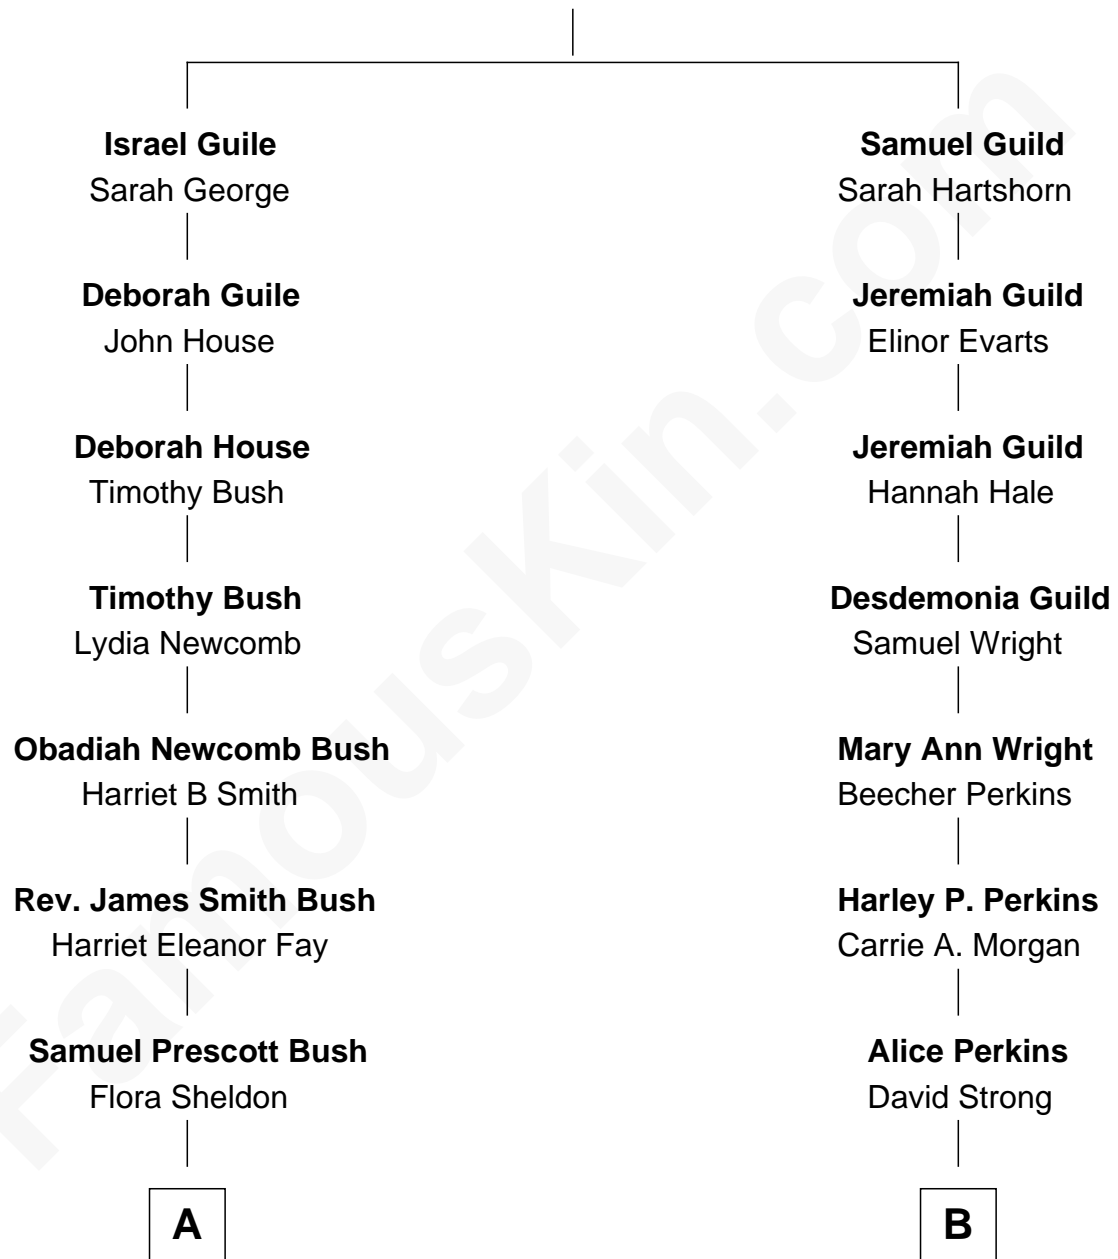 Israel Guile
Sarah George
Samuel Guild
Sarah Hartshorn
Deborah Guile
John House
Jeremiah Guild
Elinor Evarts
Deborah House
Timothy Bush
Jeremiah Guild
Hannah Hale
Timothy Bush
Lydia Newcomb
Desdemonia Guild
Samuel Wright
Obadiah Newcomb Bush
Harriet B Smith
Mary Ann Wright
Beecher Perkins
Rev. James Smith Bush
Harriet Eleanor Fay
Harley P. Perkins
Carrie A. Morgan
Samuel Prescott Bush
Flora Sheldon
Alice Perkins
David Strong
A
B
FamousKin.com